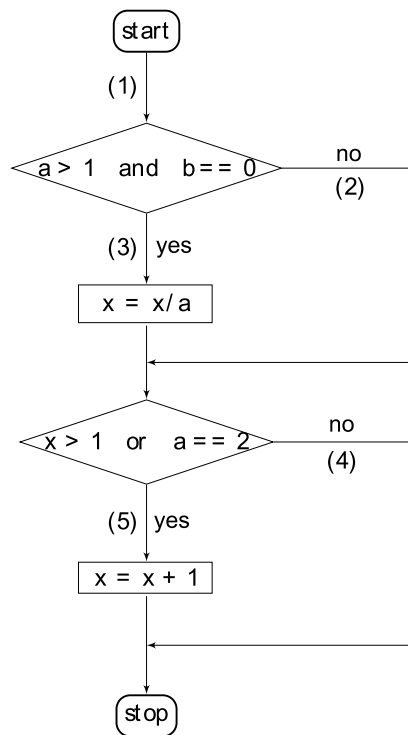 start
(1)
a > 1 and b == 0
no
(2)
(3) yes
x = x/a
x > 1 or a == 2
no
(4)
(5) yes
x = x + 1
stop